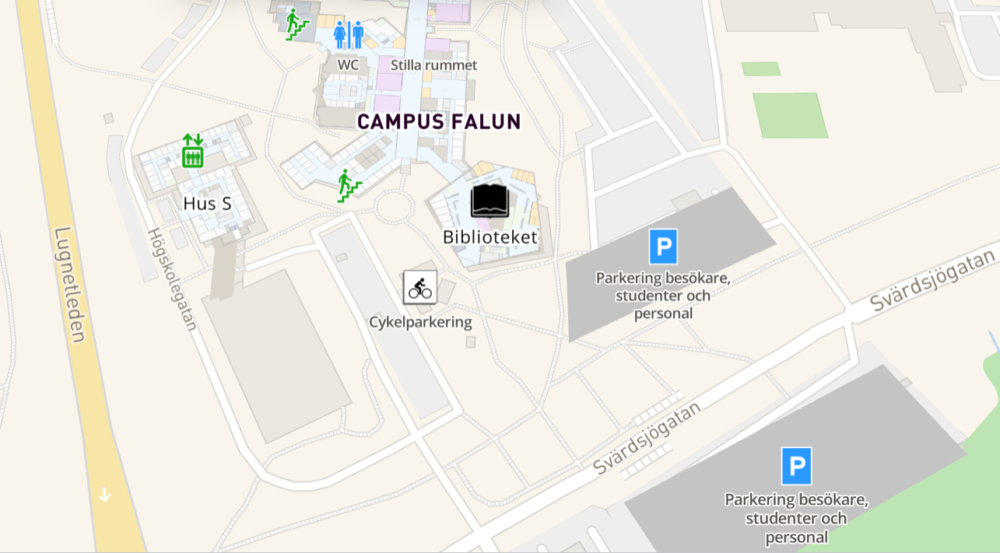 WC
Stilla rummet
CAMPUS FALUN
Hus S
Biblioteket
Högskolegatan
Lugnetleden
P
Parkering besökare,
studenter och
personal
Svärdsjögatan
Cykelparkering
Svärdsjögatan
P
Parkering besökare,
studenter och
personal